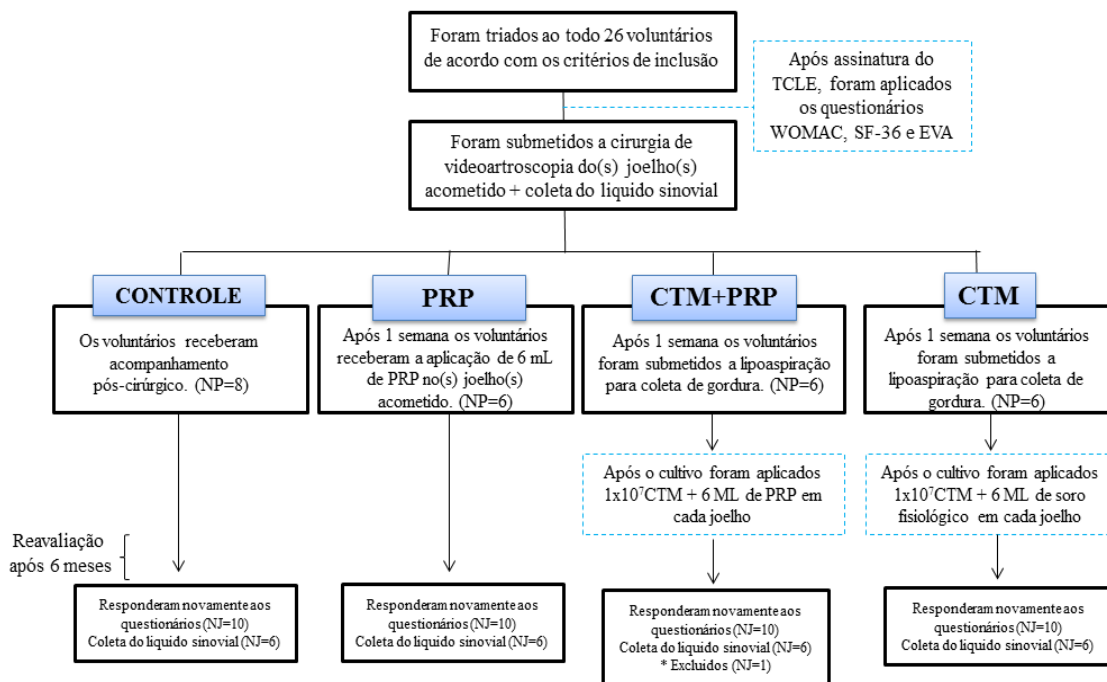 Foram triados ao todo 26 voluntários
de acordo com os critérios de inclusão
Após assinatura do
TCLE, foram aplicados
os questionários
WOMAC, SF-36 e EVA
Foram submetidos a cirurgia de
videoartroscopia do(s) joelho(s)
acometido + coleta do liquido sinovial
CONTROLE
Os voluntários receberam
acompanhamento
pós-cirúrgico. (NP=8)
PRP
Após 1 semana os voluntários
receberam a aplicação de 6 mL
de PRP no(s) joelho(s)
acometido. (NP=6)
CTM+PRP
Após 1 semana os voluntários
foram submetidos a lipoaspiração
para coleta de gordura. (NP=6)
CTM
Após 1 semana os voluntários
foram submetidos a
lipoaspiração para coleta de
gordura. (NP=6)
Após o cultivo foram aplicados
1x10⁷CTM + 6 ML de PRP em
cada joelho
Após o cultivo foram aplicados
1x10⁷CTM + 6 ML de soro
fisiológico em cada joelho
Reavaliação
após 6 meses
Responderam novamente aos
questionários (NJ=10)
Coleta do liquido sinovial (NJ=6)
Responderam novamente aos
questionários (NJ=10)
Coleta do liquido sinovial (NJ=6)
Responderam novamente aos
questionários (NJ=10)
Coleta do liquido sinovial (NJ=6)
* Excluidos (NJ=1)
Responderam novamente aos
questionários (NJ=10)
Coleta do liquido sinovial (NJ=6)